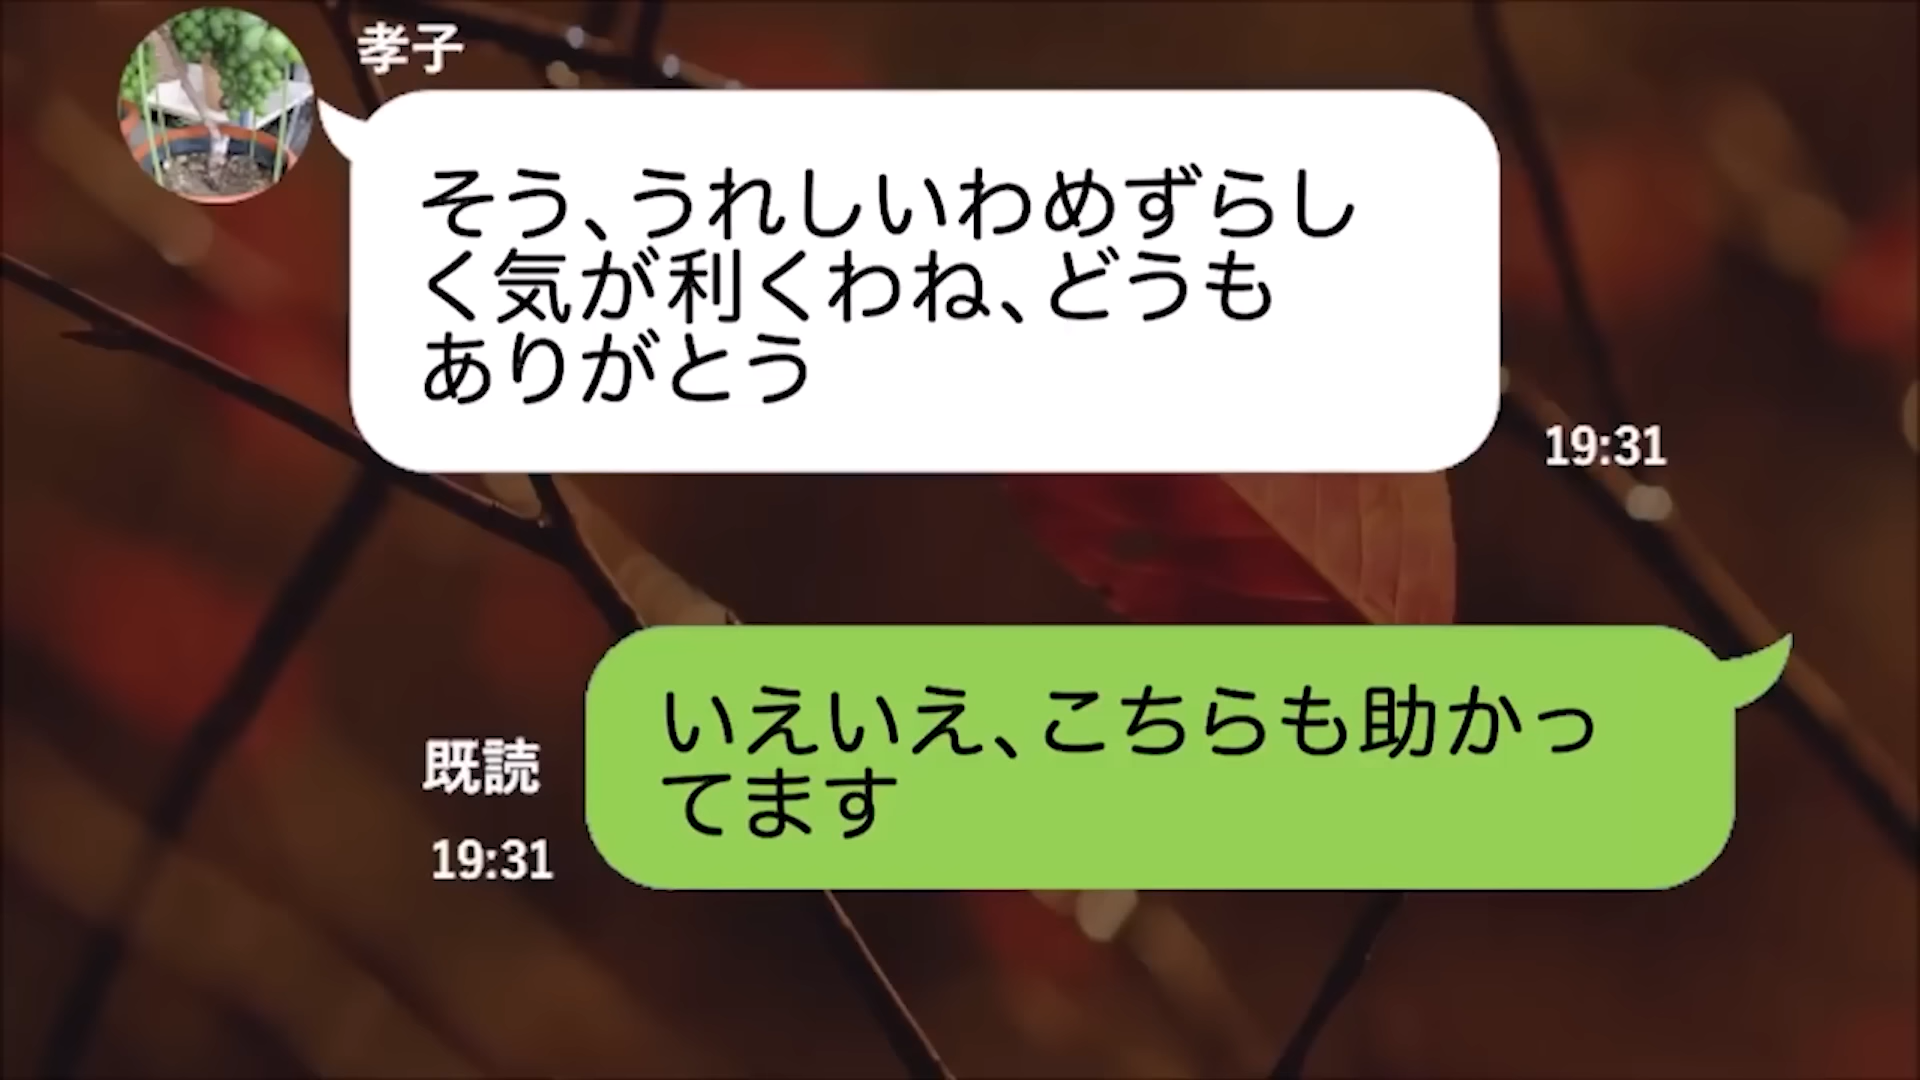 孝子
そう、うれしいわめずらし
く気が利くわね、どうも
ありがとう
19:31
いえいえ、こちらも助かっ
てます
既読
19:31